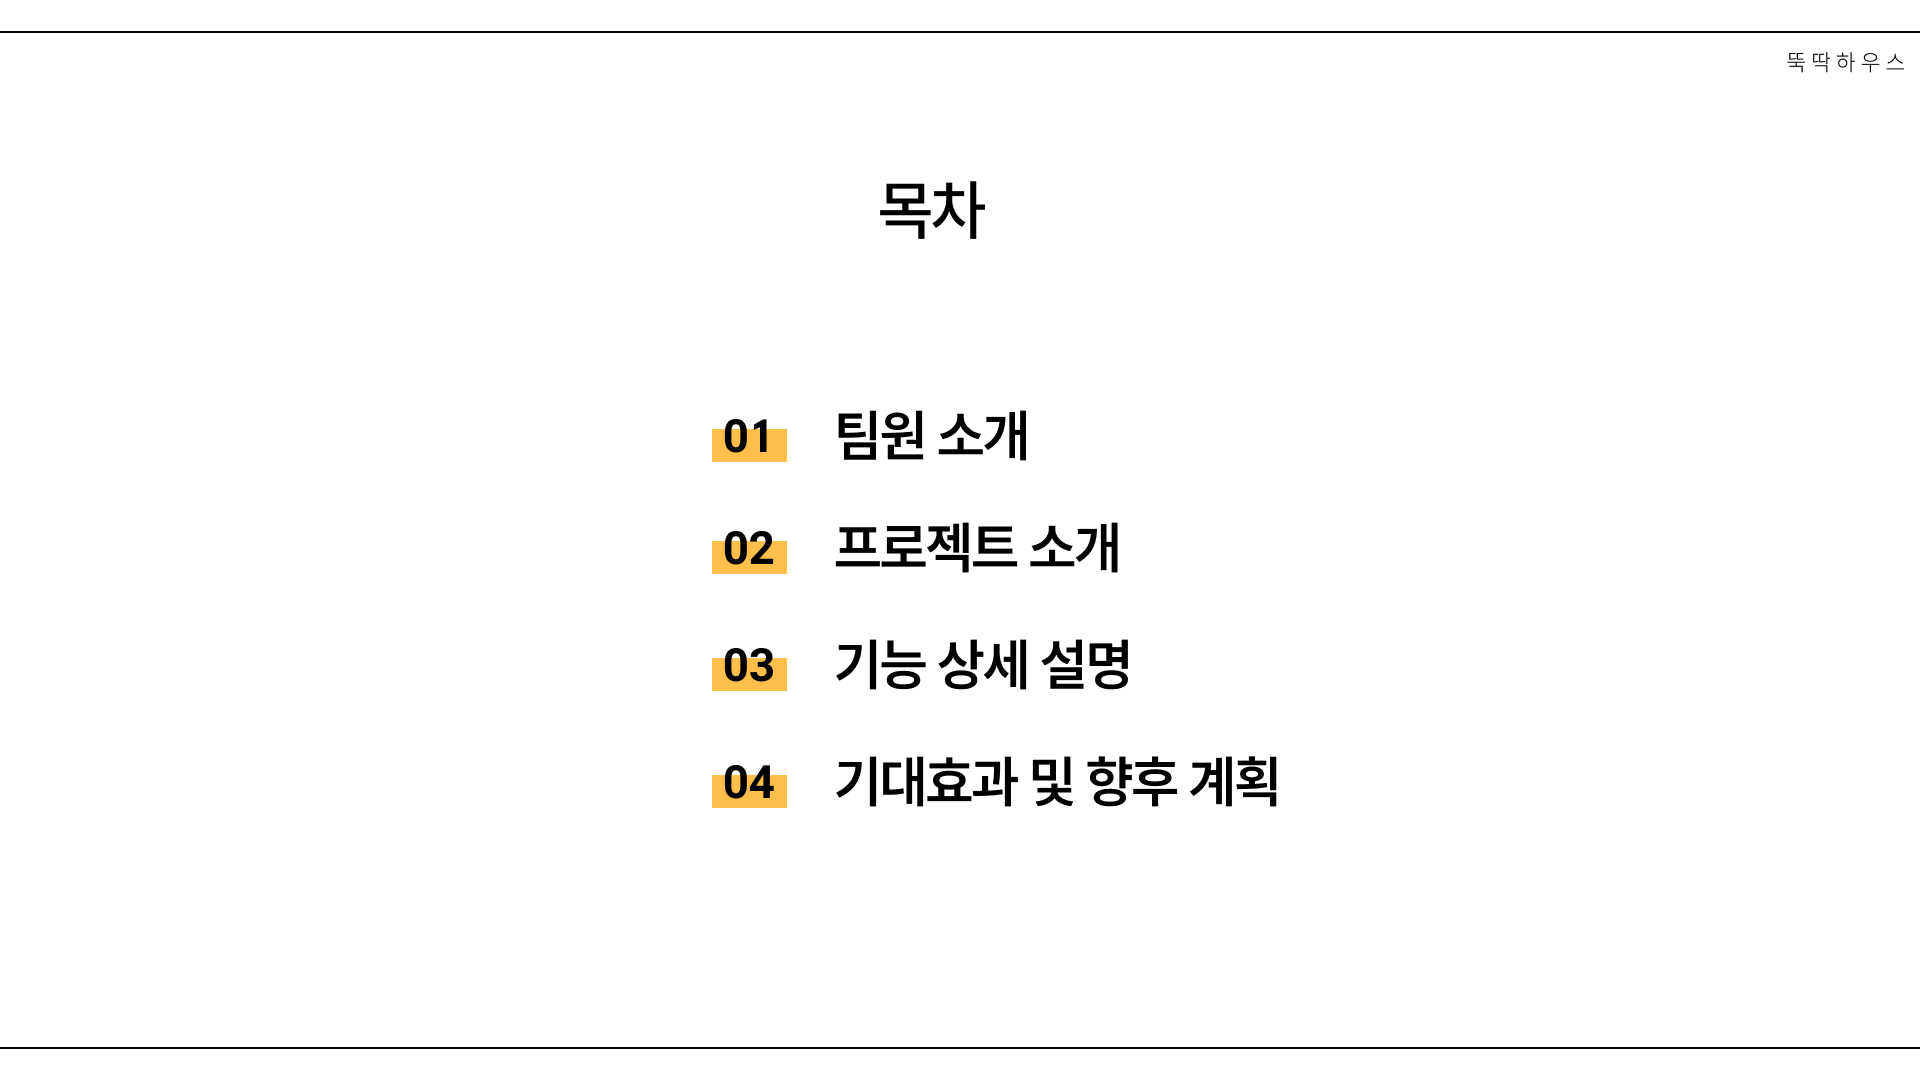 뚝딱하우스
목차
01 팀원 소개
02 프로젝트 소개
03 기능 상세 설명
04 기대효과 및 향후 계획